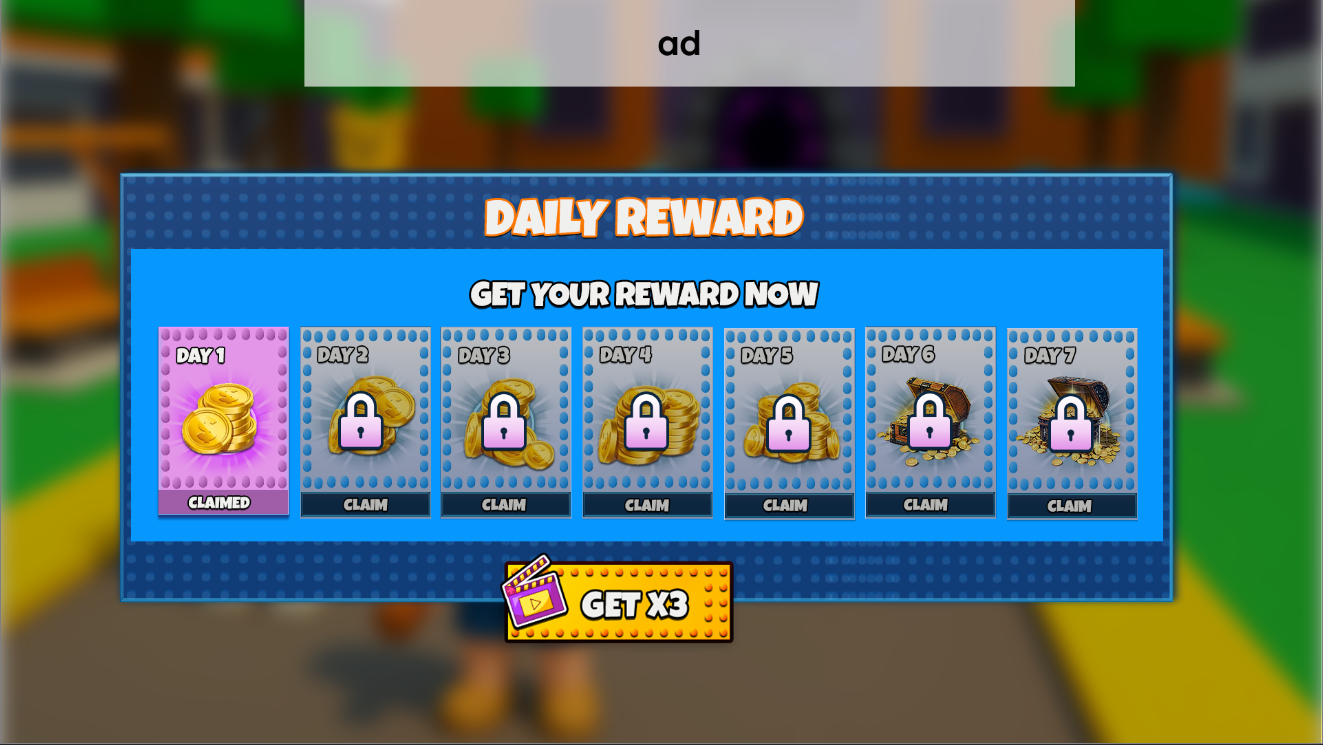 ad
DAILY REWARD
GET YOUR REWARD NOW
DAY 1
DAY 2
DAY 3
DAY 4
DAY 5
DAY 6
DAY 7
CLAIMED
CLAIM
CLAIM
CLAIM
CLAIM
CLAIM
CLAIM
GET X3